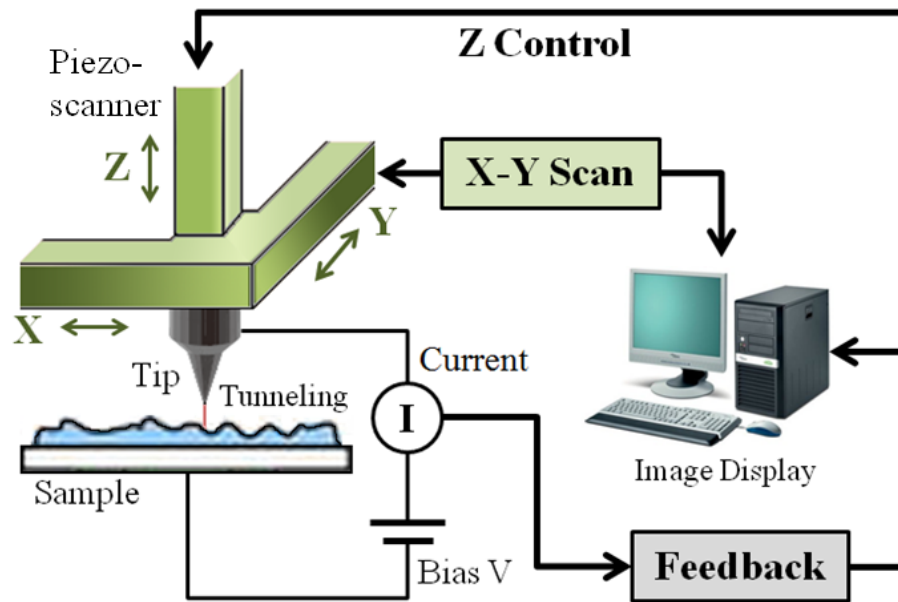 Z Control
Piezo-
scanner
Z
X-Y Scan
Y
X
Current
Tip
Tunneling
I
Sample
Image Display
Bias V
Feedback